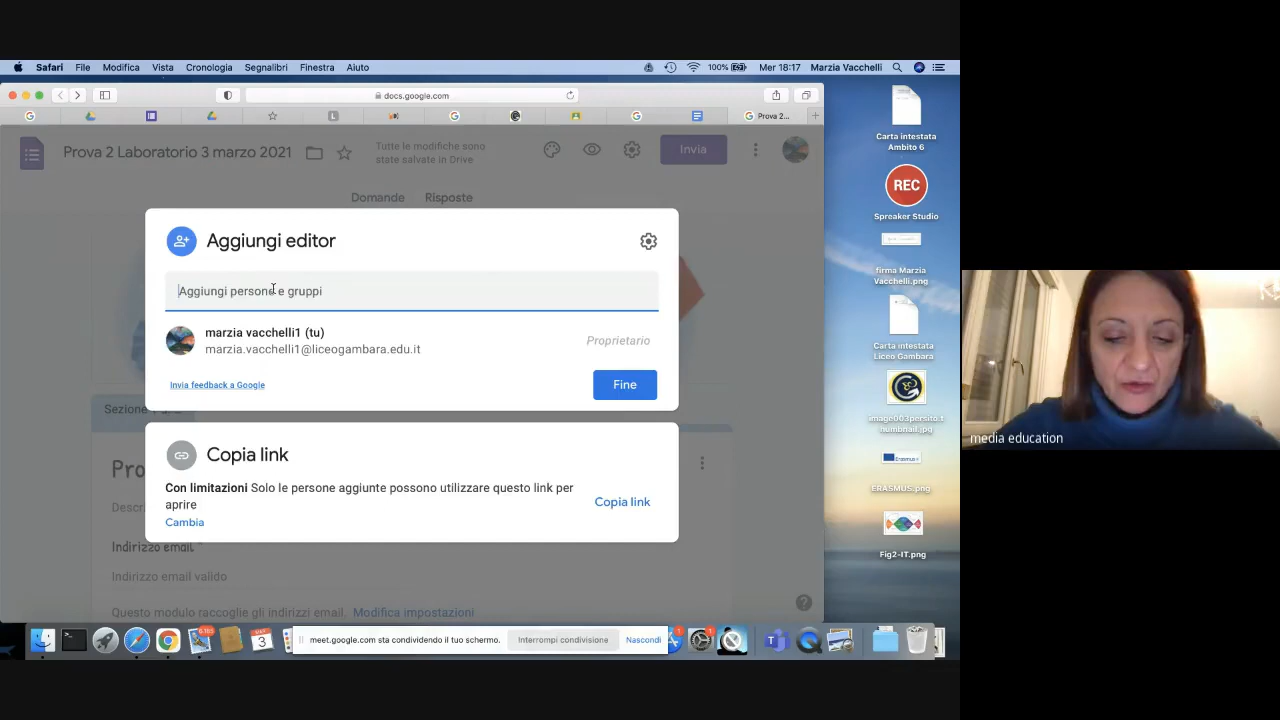 Safari File Modifica Vista Cronologia Segnalibri Finestra Aiuto
100% Mer 18:17 Marzia Vacchelli
docs.google.com
Prova 2...
Prova 2 Laboratorio 3 marzo 2021
Tutte le modifiche sono
state salvate in Drive
Invia
Domande Risposte
Aggiungi editor
Aggiungi persone e gruppi
marzia vacchelli1 (tu)
marzia.vacchelli1@liceogambara.edu.it
Proprietario
Invia feedback a Google
Fine
Sezione
Copia link
Con limitazioni Solo le persone aggiunte possono utilizzare questo link per
aprire
Copia link
Cambia
Indirizzo email *
Indirizzo email valido
Questo modulo raccoglie gli indirizzi email. Modifica impostazioni
meet.google.com sta condividendo il tuo schermo.
Interrompi condivisione
Nascondi
Carta intestata
Ambito 6
REC
Spreaker Studio
firma Marzia
Vacchelli.png
Carta intestata
Liceo Gambara
image003persito.t
humbnail.jpg
Erasmus+
ERASMUS.png
Fig2-IT.png
media education